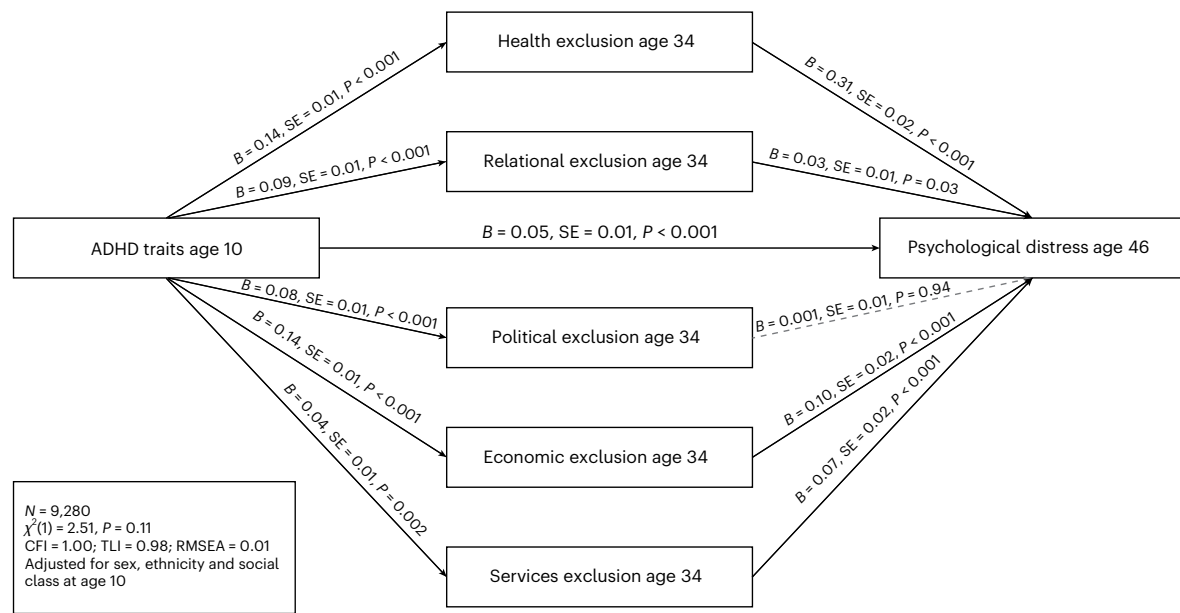 Health exclusion age 34
B = 0.14, SE = 0.01, P < 0.001
B = 0.31, SE = 0.02, P < 0.001
Relational exclusion age 34
B = 0.09, SE = 0.01, P < 0.001
B = 0.03, SE = 0.01, P = 0.03
ADHD traits age 10
B = 0.05, SE = 0.01, P < 0.001
Psychological distress age 46
B = 0.08, SE = 0.01, P < 0.001
Political exclusion age 34
B = 0.001, SE = 0.01, P = 0.94
B = 0.14, SE = 0.01, P < 0.001
Economic exclusion age 34
B = 0.10, SE = 0.02, P < 0.001
B = 0.04, SE = 0.01, P = 0.002
Services exclusion age 34
B = 0.07, SE = 0.02, P < 0.001
N = 9,280
χ²(1) = 2.51, P = 0.11
CFI = 1.00; TLI = 0.98; RMSEA = 0.01
Adjusted for sex, ethnicity and social
class at age 10